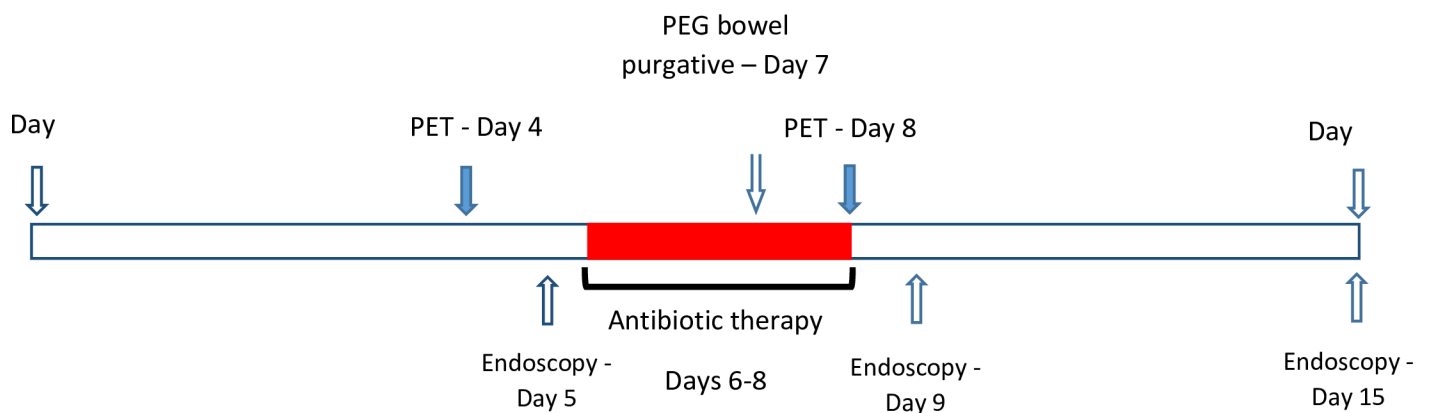 PEG bowel
purgative – Day 7
Day
PET - Day 4
PET - Day 8
Day
Antibiotic therapy
Days 6-8
Endoscopy -
Day 5
Endoscopy -
Day 9
Endoscopy -
Day 15